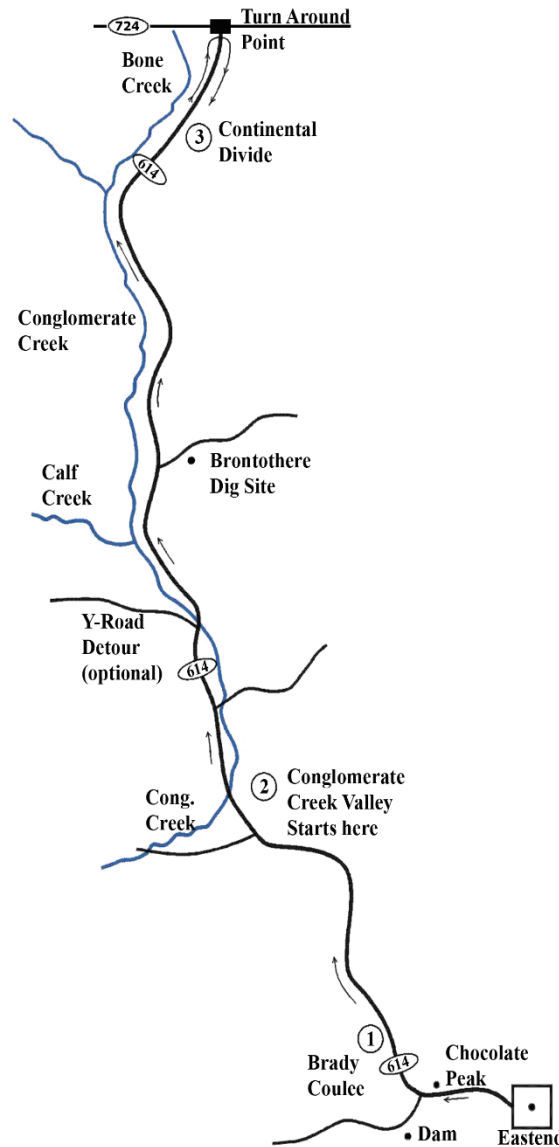 724
Turn Around
Point
Bone
Creek
3
Continental
Divide
614
Conglomerate
Creek
Brontothere
Dig Site
Calf
Creek
Y-Road
Detour
(optional)
614
2
Conglomerate
Creek Valley
Starts here
Cong.
Creek
1
Brady
Coulee
614
Chocolate
Peak
Dam
Eastend